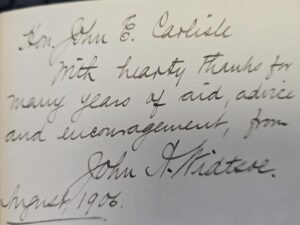 Hon. John E. Carlisle
With hearty thanks for
many years of aid, advice
and encouragement, from
John A. Widtsoe.
August, 1906.